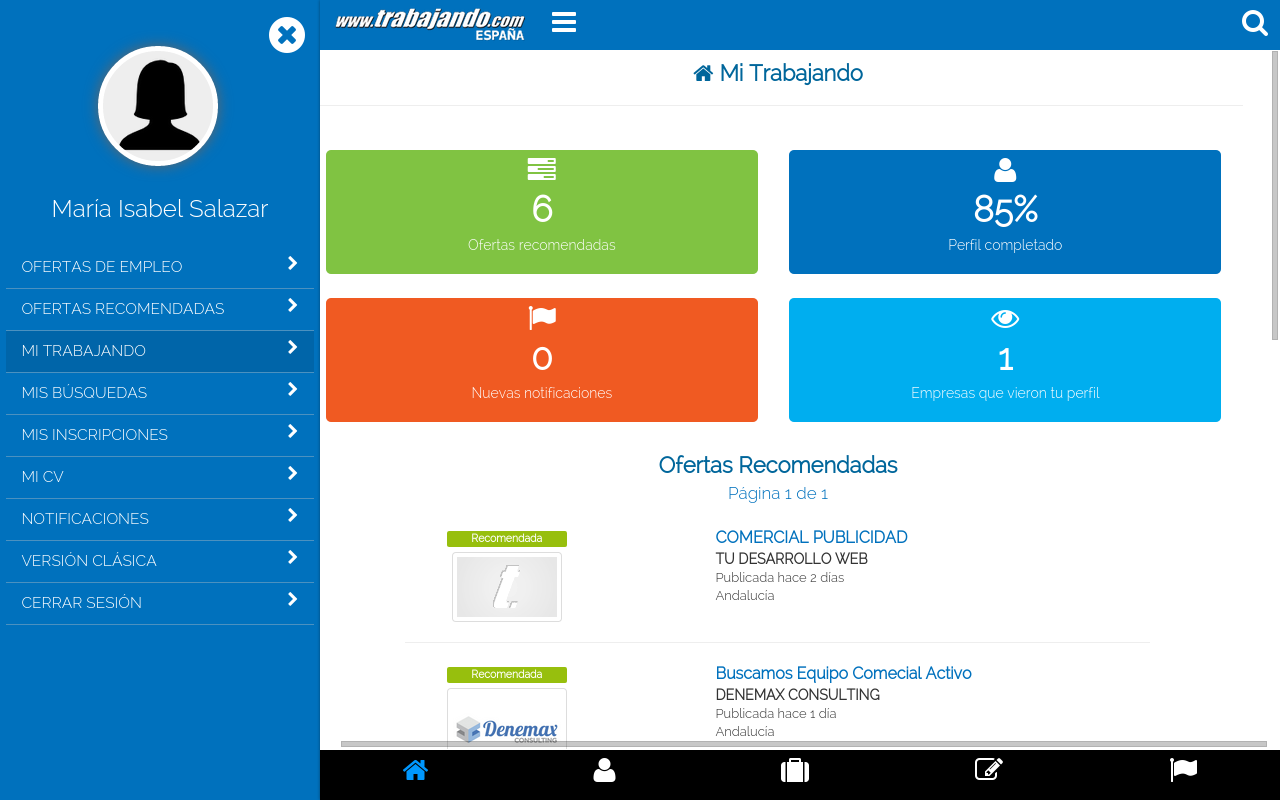 www.trabajando.com
ESPAÑA
María Isabel Salazar
OFERTAS DE EMPLEO
OFERTAS RECOMENDADAS
MI TRABAJANDO
MIS BÚSQUEDAS
MIS INSCRIPCIONES
MI CV
NOTIFICACIONES
VERSIÓN CLÁSICA
CERRAR SESIÓN
Mi Trabajando
6
Ofertas recomendadas
85%
Perfil completado
0
Nuevas notificaciones
1
Empresas que vieron tu perfil
Ofertas Recomendadas
Página 1 de 1
Recomendada
t
COMERCIAL PUBLICIDAD
TU DESARROLLO WEB
Publicada hace 2 días
Andalucía
Recomendada
Denemax
CONSULTING
Buscamos Equipo Comecial Activo
DENEMAX CONSULTING
Publicada hace 1 día
Andalucía